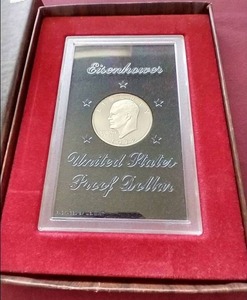 Eisenhower
United States
Proof Dollar